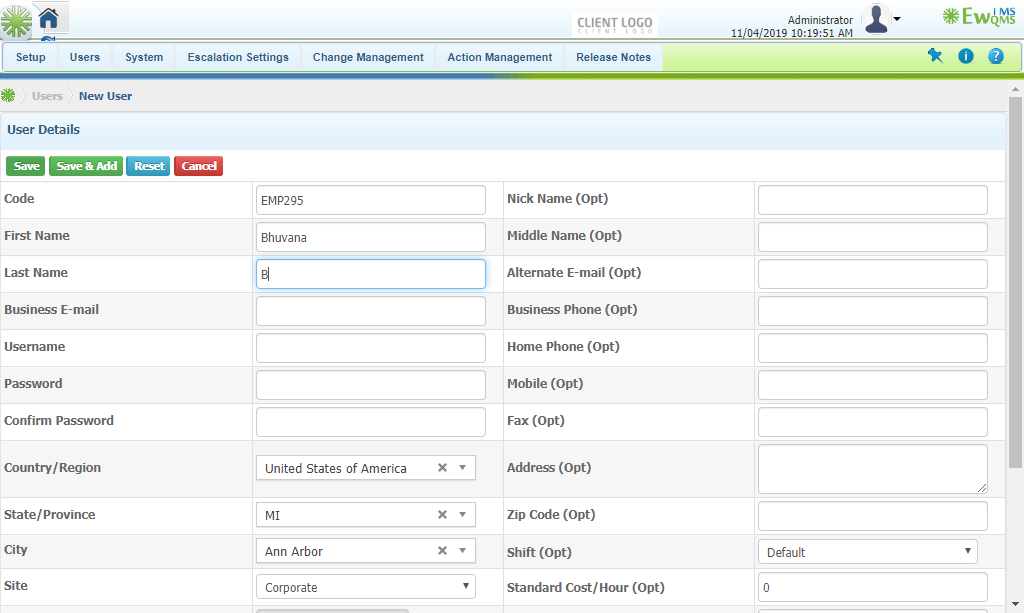 CLIENT LOGO
CLIENT LOGO
Administrator
11/04/2019 10:19:51 AM
EwQMS
Setup Users System Escalation Settings Change Management Action Management Release Notes
Users New User
User Details
Save Save & Add Reset Cancel
Code EMP295 Nick Name (Opt)
First Name Bhuvana Middle Name (Opt)
Last Name B Alternate E-mail (Opt)
Business E-mail Business Phone (Opt)
Username Home Phone (Opt)
Password Mobile (Opt)
Confirm Password Fax (Opt)
Country/Region United States of America Address (Opt)
State/Province MI Zip Code (Opt)
City Ann Arbor Shift (Opt) Default
Site Corporate Standard Cost/Hour (Opt) 0